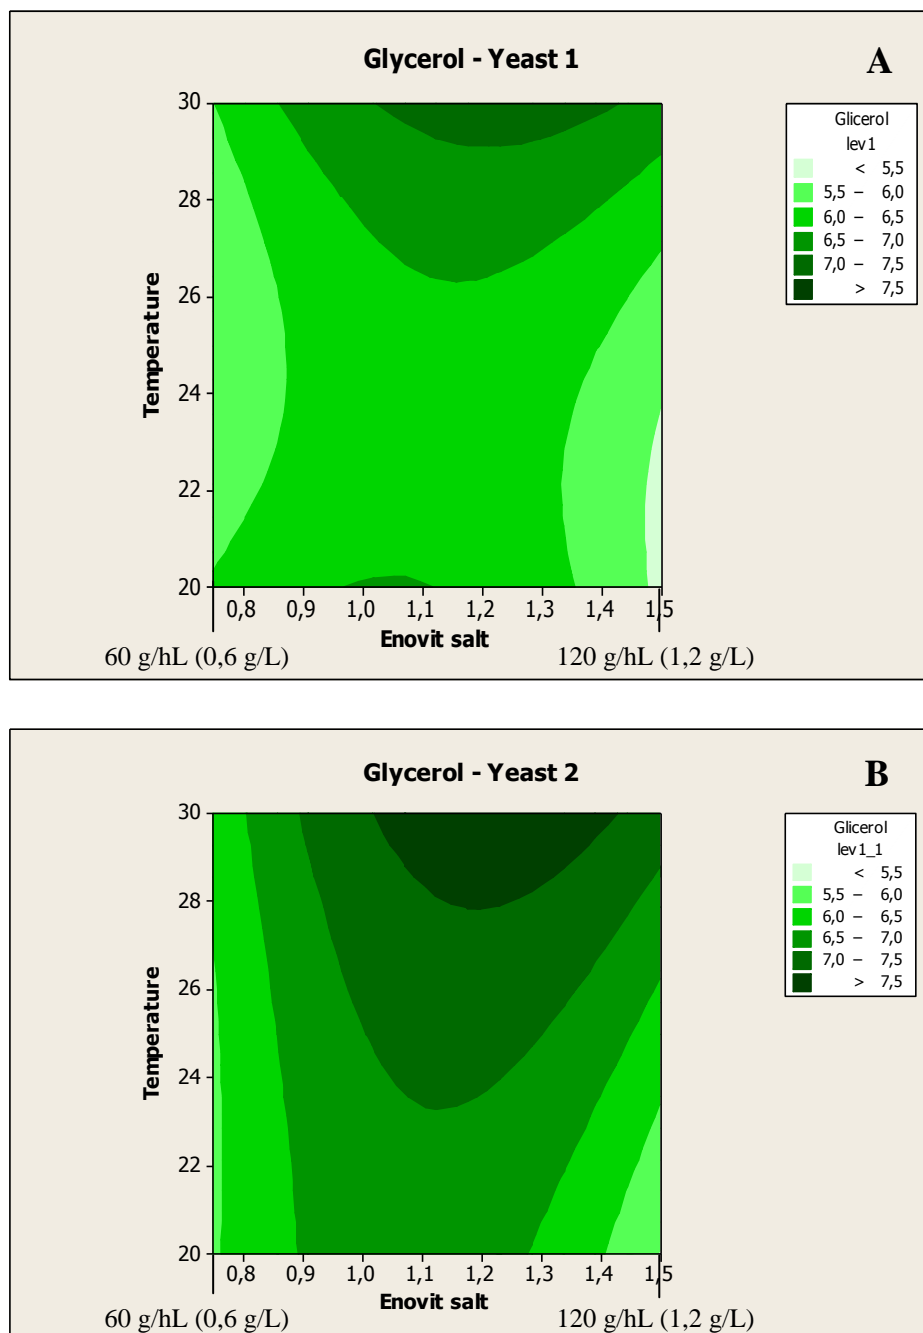 Glycerol - Yeast 1
A
Glicerol
lev1
< 5,5
5,5 – 6,0
6,0 – 6,5
6,5 – 7,0
7,0 – 7,5
> 7,5
Temperature
30
28
26
24
22
20
0,8 0,9 1,0 1,1 1,2 1,3 1,4 1,5
Enovit salt
60 g/hL (0,6 g/L) 120 g/hL (1,2 g/L)
Glycerol - Yeast 2
B
Glicerol
lev1_1
< 5,5
5,5 – 6,0
6,0 – 6,5
6,5 – 7,0
7,0 – 7,5
> 7,5
Temperature
30
28
26
24
22
20
0,8 0,9 1,0 1,1 1,2 1,3 1,4 1,5
Enovit salt
60 g/hL (0,6 g/L) 120 g/hL (1,2 g/L)